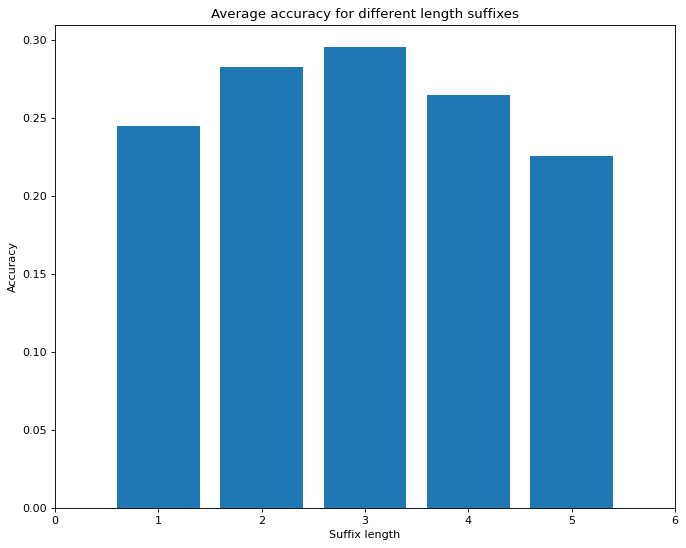 Average accuracy for different length suffixes
0.30
0.25
0.20
0.15
0.10
0.05
0.00
Accuracy
0 1 2 3 4 5 6
Suffix length